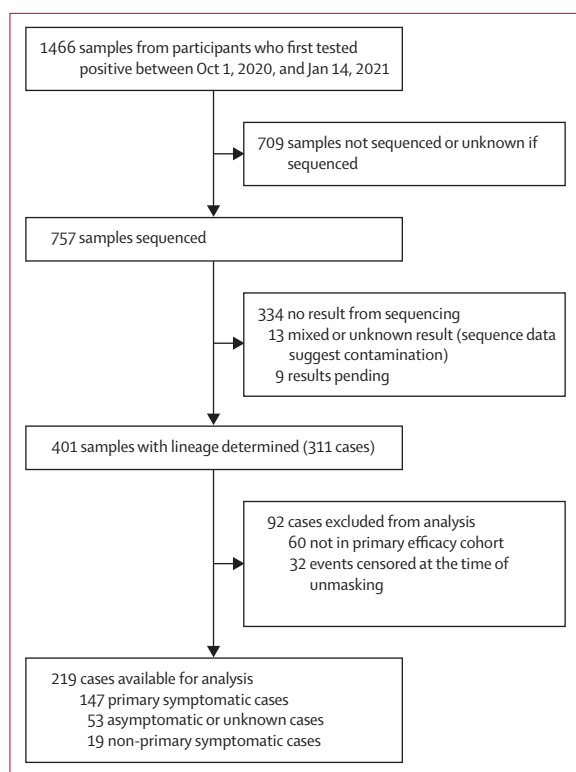 1466 samples from participants who first tested
positive between Oct 1, 2020, and Jan 14, 2021
709 samples not sequenced or unknown if
sequenced
757 samples sequenced
334 no result from sequencing
13 mixed or unknown result (sequence data
suggest contamination)
9 results pending
401 samples with lineage determined (311 cases)
92 cases excluded from analysis
60 not in primary efficacy cohort
32 events censored at the time of
unmasking
219 cases available for analysis
147 primary symptomatic cases
53 asymptomatic or unknown cases
19 non-primary symptomatic cases